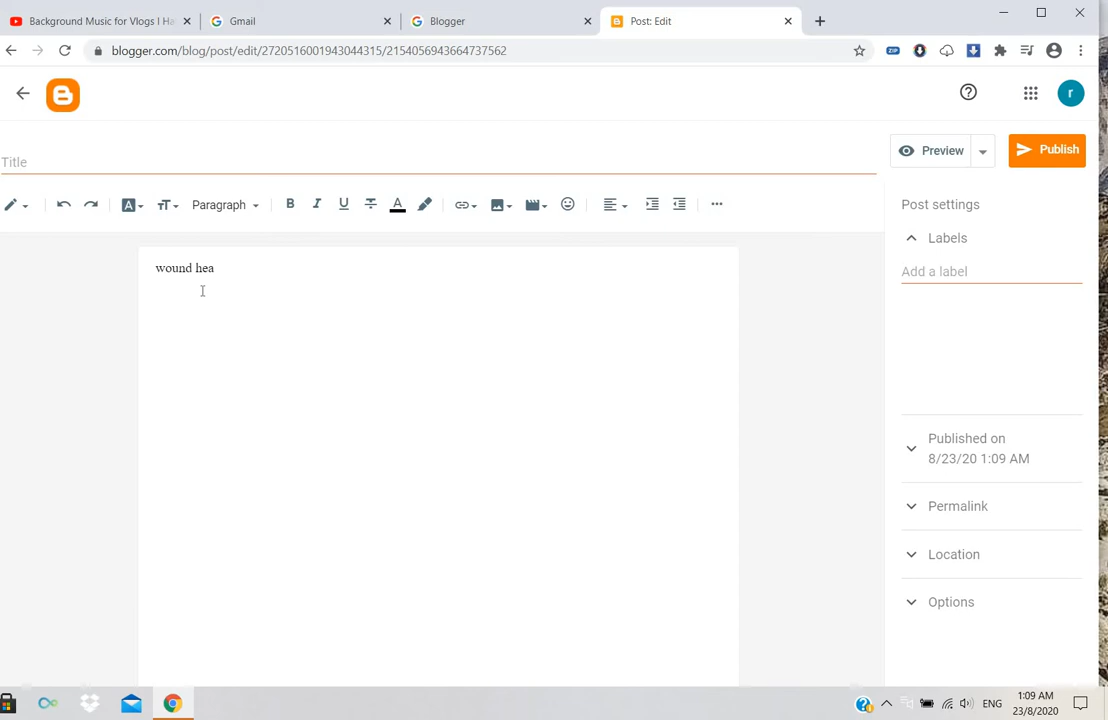 Background Music for Vlogs I Ha
Gmail
Blogger
Post: Edit
blogger.com/blog/post/edit/2720516001943044315/2154056943664737562
ZIP
r
Title
Preview
Publish
Paragraph
B I U A
wound hea
Post settings
Labels
Add a label
Published on
8/23/20 1:09 AM
Permalink
Location
Options
ENG
1:09 AM
23/8/2020